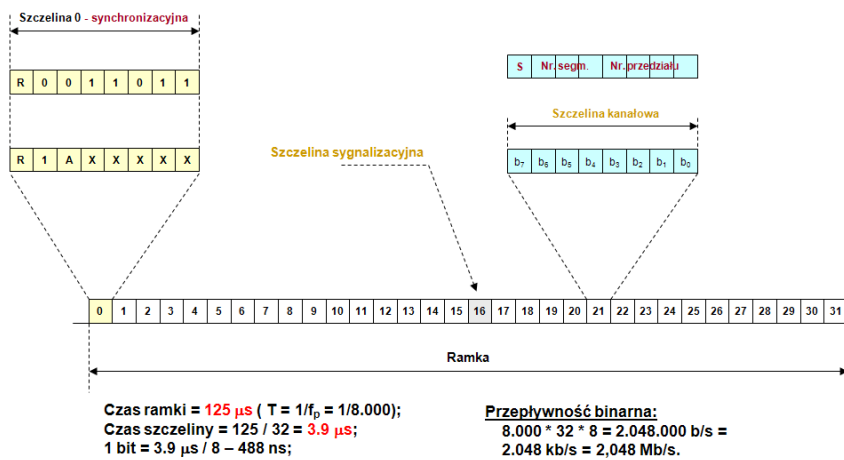 Szczelina 0 - synchronizacyjna
R 0 0 1 1 0 1 1
R 1 A X X X X X
S Nr. segm. Nr. przedziału
Szczelina kanałowa
b7 b6 b5 b4 b3 b2 b1 b0
Szczelina sygnalizacyjna
0 1 2 3 4 5 6 7 8 9 10 11 12 13 14 15 16 17 18 19 20 21 22 23 24 25 26 27 28 29 30 31
Ramka
Czas ramki = 125 μs ( T = 1/fp = 1/8.000);
Czas szczeliny = 125 / 32 = 3.9 μs;
1 bit = 3.9 μs / 8 – 488 ns;
Przepływność binarna:
8.000 * 32 * 8 = 2.048.000 b/s =
2.048 kb/s = 2,048 Mb/s.